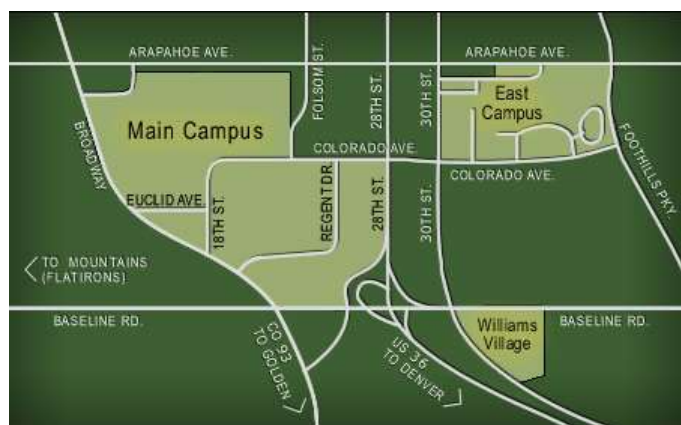 ARAPAHOE AVE.
ARAPAHOE AVE.
FOLSOM ST.
28TH ST.
30TH ST.
East
Campus
Main Campus
BROADWAY
FOOTHILLS PKY.
COLORADO AVE.
COLORADO AVE.
EUCLID AVE.
18TH ST.
REGENT DR.
28TH ST.
30TH ST.
TO MOUNTAINS
(FLATIRONS)
BASELINE RD.
BASELINE RD.
Williams
Village
CO 93
TO GOLDEN
US 36
TO DENVER